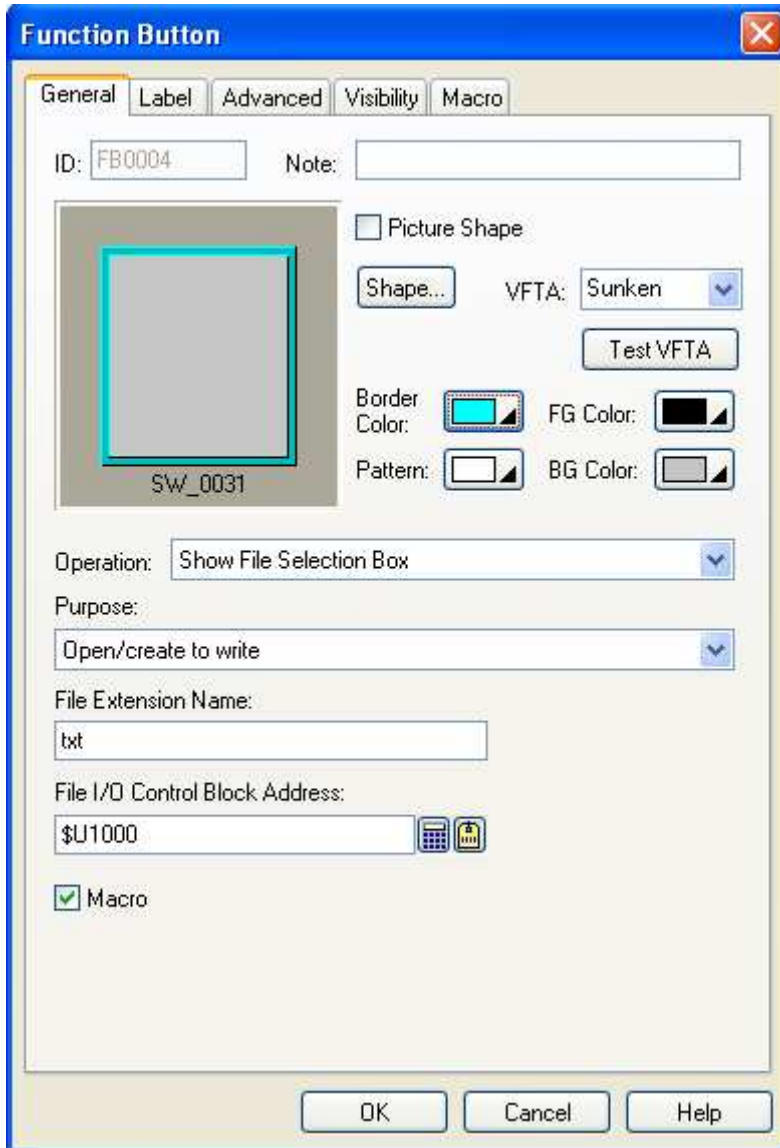 Function Button
General Label Advanced Visibility Macro
ID: FB0004 Note:
Picture Shape
Shape... VFTA: Sunken
Test VFTA
Border Color: FG Color:
Pattern: BG Color:
SW_0031
Operation: Show File Selection Box
Purpose:
Open/create to write
File Extension Name:
txt
File I/O Control Block Address:
$U1000
Macro
OK Cancel Help